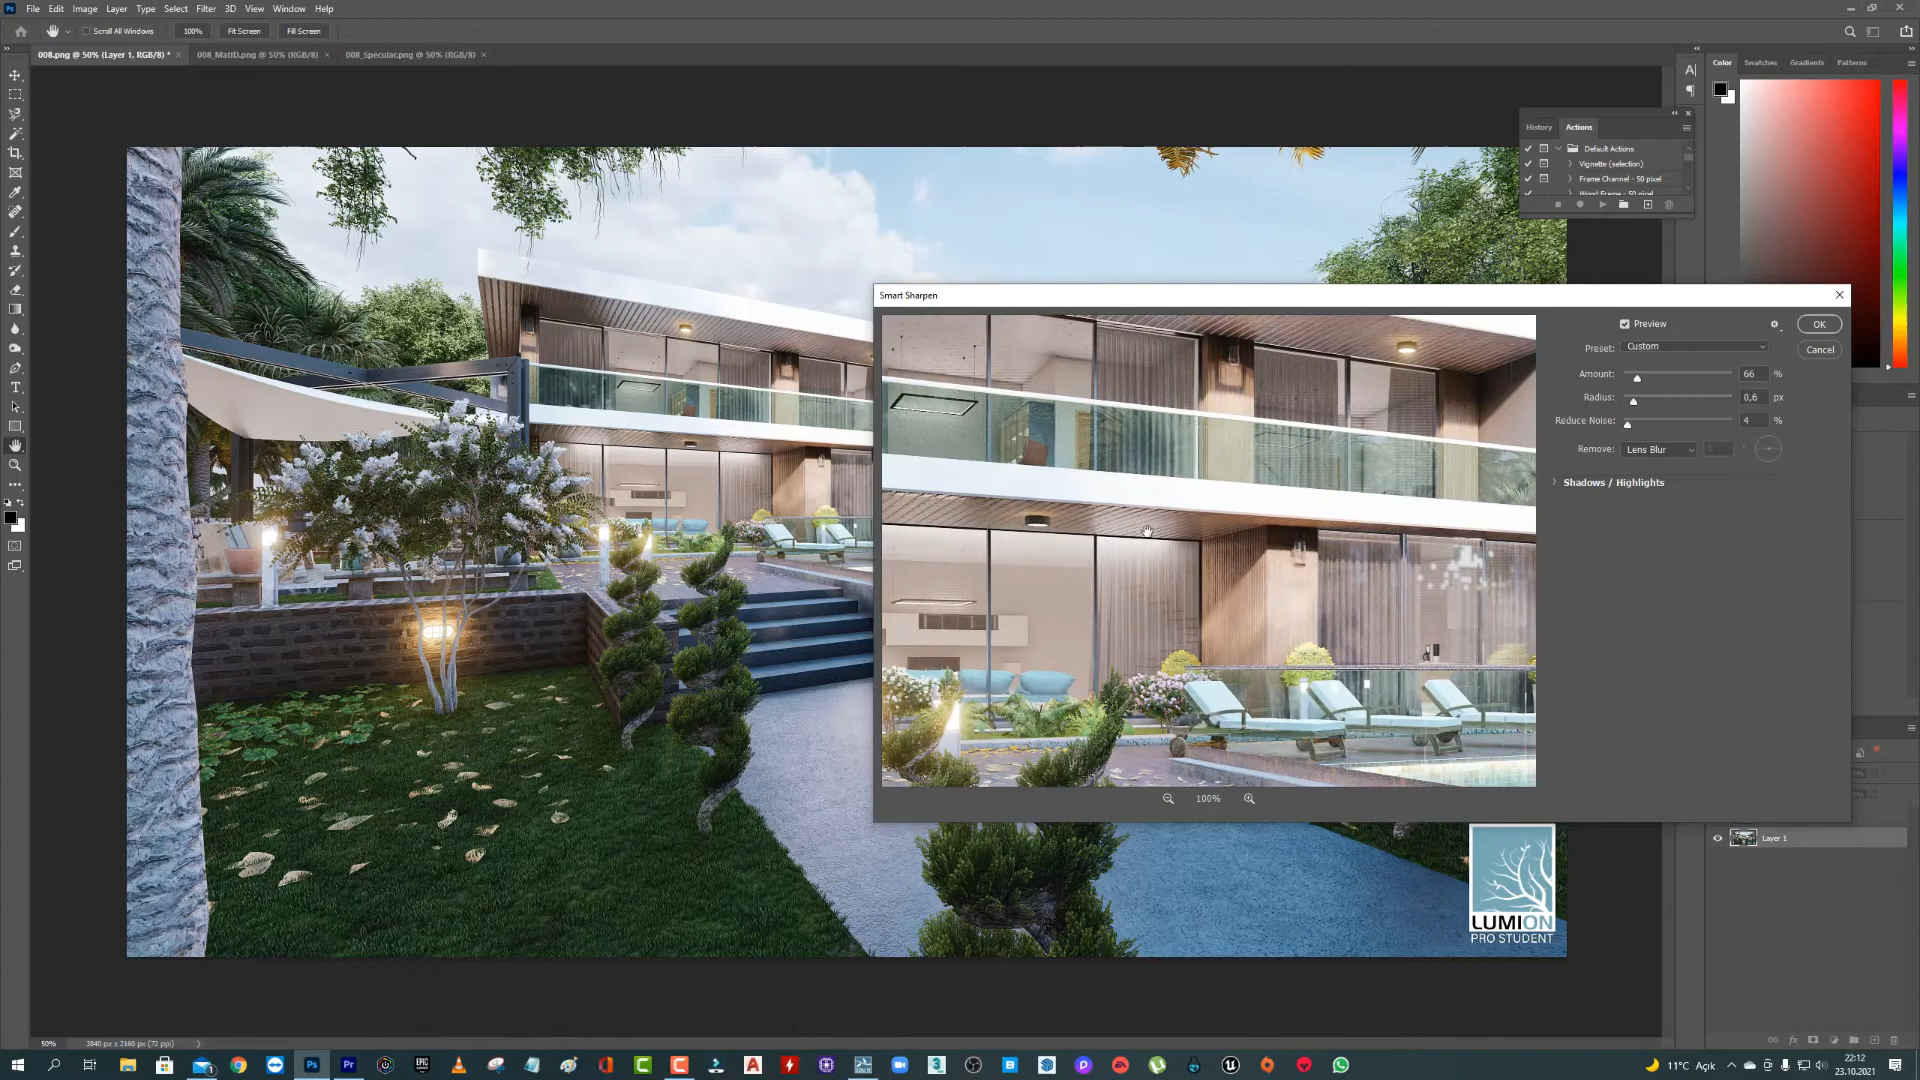 File Edit Image Layer Type Select Filter 3D View Window Help
Scroll All Windows 100% Fit Screen Fill Screen
008.png @ 50% (Layer 1, RGB/8) * 008_MatID.png @ 50% (RGB/8) 008_Specular.png @ 50% (RGB/8)
Color Swatches Gradients Patterns
History Actions
Default Actions
Vignette (selection)
Frame Channel - 50 pixel
Wood Frame - 50 pixel
Smart Sharpen
Preview
OK
Preset: Custom
Cancel
Amount: 66 %
Radius: 0,6 px
Reduce Noise: 4 %
Remove: Lens Blur
Shadows / Highlights
100%
Layer 1
LUMION
PRO STUDENT
50% 3840 px x 2160 px (72 ppi)
11°C Açık
22:12
23.10.2021